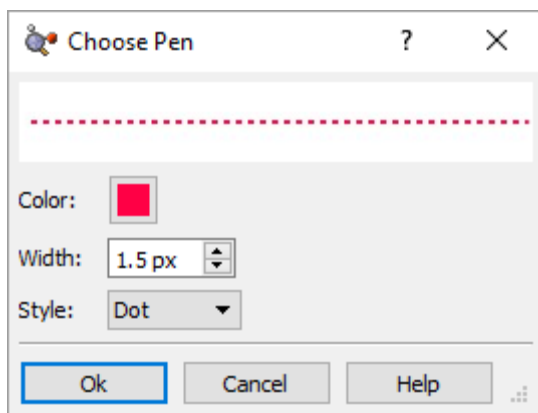 Choose Pen ?
Color:
Width: 1.5 px
Style: Dot
Ok Cancel Help